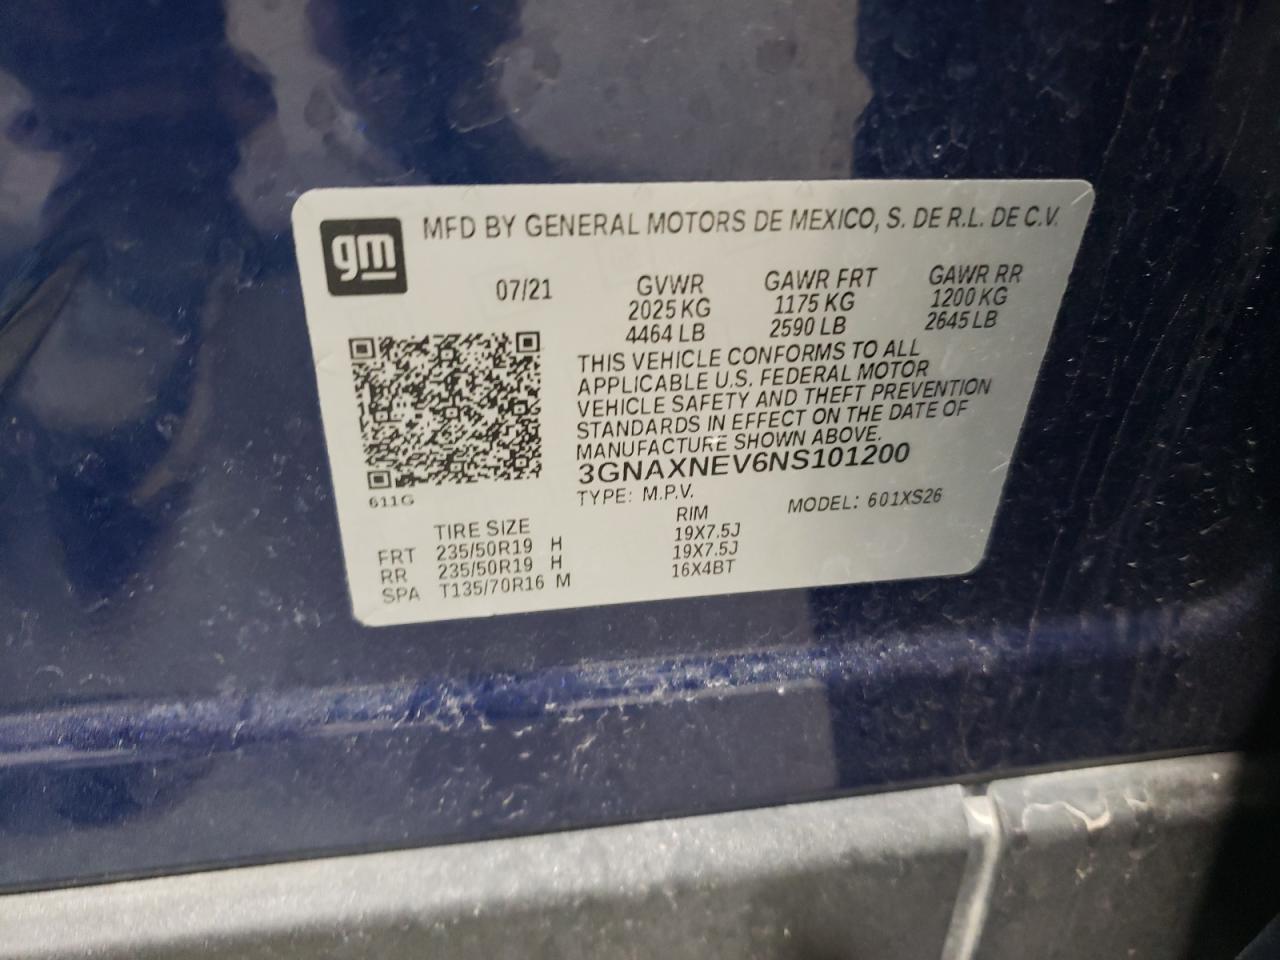 gm
MFD BY GENERAL MOTORS DE MEXICO, S. DE R.L. DE C.V.
07/21 GVWR GAWR FRT GAWR RR
2025 KG 1175 KG 1200 KG
4464 LB 2590 LB 2645 LB
THIS VEHICLE CONFORMS TO ALL
APPLICABLE U.S. FEDERAL MOTOR
VEHICLE SAFETY AND THEFT PREVENTION
STANDARDS IN EFFECT ON THE DATE OF
MANUFACTURE SHOWN ABOVE.
3GNAXNEV6NS101200
611G
TYPE: M.P.V. MODEL: 601XS26
TIRE SIZE RIM
FRT 235/50R19 H 19X7.5J
RR 235/50R19 H 19X7.5J
SPA T135/70R16 M 16X4BT